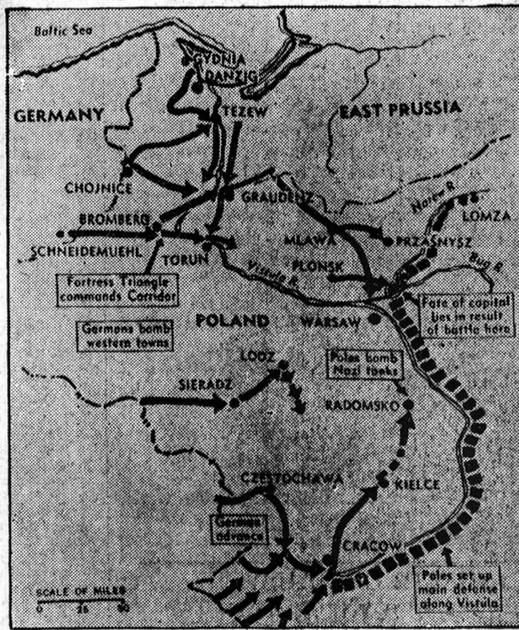 Baltic Sea
GYDNIA
DANZIG
GERMANY
TEZEW
EAST PRUSSIA
CHOJNICE
GRAUDENZ
Narew R.
LOMZA
BROMBERG
MLAWA
PRZASNYSZ
SCHNEIDEMUEHL
TORUN
PLONSK
Bug R.
Vistula R.
Fortress Triangle
commands Corridor
Fate of capital
lies in result
of battle here
WARSAW
POLAND
Germans bomb
western towns
LODZ
Poles bomb
Nazi tanks
SIERADZ
RADOMSKO
CZESTOCHAWA
KIELCE
German
advance
CRACOW
SCALE OF MILES
0 25 50
Poles set up
main defense
along Vistula